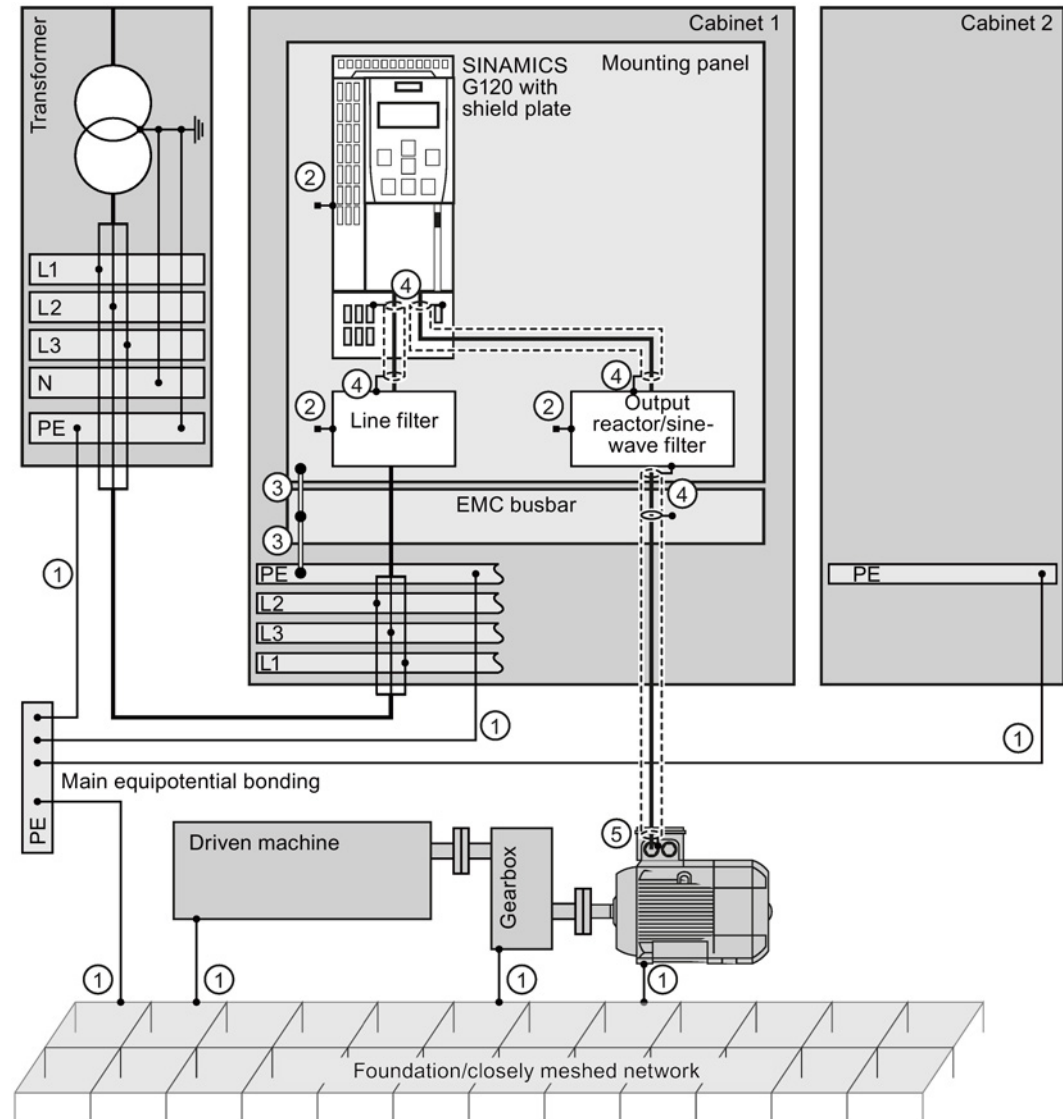 Transformer
L1
L2
L3
N
PE
Cabinet 1
SINAMICS
G120 with
shield plate
Mounting panel
②
④
④
④
②
Line filter
②
Output
reactor/sine-
wave filter
③
④
EMC busbar
③
PE
L2
L3
L1
Cabinet 2
PE
①
①
①
Main equipotential bonding
PE
Driven machine
Gearbox
⑤
①
①
①
①
Foundation/closely meshed network